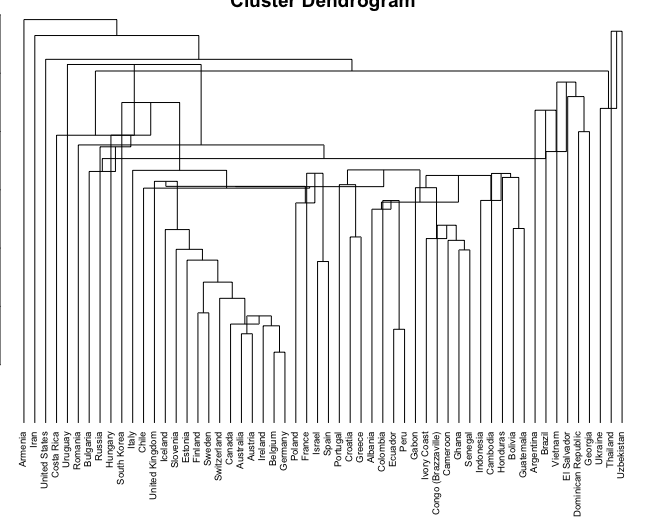 Cluster Dendrogram
Armenia
Iran
United States
Costa Rica
Uruguay
Romania
Bulgaria
Russia
Hungary
South Korea
Italy
Chile
United Kingdom
Iceland
Slovenia
Estonia
Finland
Sweden
Switzerland
Canada
Australia
Austria
Ireland
Belgium
Germany
Poland
France
Israel
Spain
Portugal
Croatia
Greece
Albania
Colombia
Ecuador
Peru
Gabon
Ivory Coast
Congo (Brazzaville)
Cameroon
Ghana
Senegal
Indonesia
Cambodia
Honduras
Bolivia
Guatemala
Argentina
Brazil
Vietnam
El Salvador
Dominican Republic
Georgia
Ukraine
Thailand
Uzbekistan